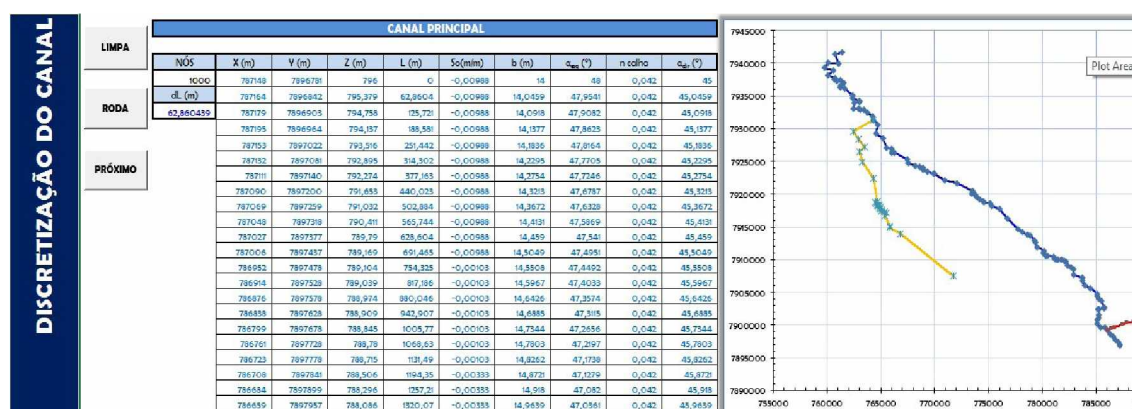 DISCRETIZAÇÃO DO CANAL
LIMPA
RODA
PRÓXIMO
CANAL PRINCIPAL
NÓS X (m) Y (m) Z (m) L (m) So(m/m) b (m) n calha
1000 787148 7896781 796 0 -0,00988 14 48 0,042 45
dL (m) 787164 7896842 795,379 62,8604 -0,00988 14,0459 47,9541 0,042 45,0459
62,860439 787179 7896903 794,758 125,721 -0,00988 14,0918 47,9082 0,042 45,0918
787195 7896964 794,137 188,581 -0,00988 14,1377 47,8623 0,042 45,1377
787153 7897022 793,516 251,442 -0,00988 14,1836 47,8164 0,042 45,1836
787132 7897081 792,895 314,302 -0,00988 14,2295 47,7705 0,042 45,2295
787111 7897140 792,274 377,163 -0,00988 14,2754 47,7246 0,042 45,2754
787090 7897200 791,653 440,023 -0,00988 14,3213 47,6787 0,042 45,3213
787069 7897259 791,032 502,884 -0,00988 14,3672 47,6328 0,042 45,3672
787048 7897318 790,411 565,744 -0,00988 14,4131 47,5869 0,042 45,4131
787027 7897377 789,79 628,604 -0,00988 14,459 47,541 0,042 45,459
787006 7897437 789,169 691,465 -0,00988 14,5049 47,4951 0,042 45,5049
786952 7897478 789,104 754,325 -0,00103 14,5508 47,4492 0,042 45,5508
786914 7897528 789,039 817,186 -0,00103 14,5967 47,4033 0,042 45,5967
786876 7897578 788,974 880,046 -0,00103 14,6426 47,3574 0,042 45,6426
786838 7897628 788,909 942,907 -0,00103 14,6885 47,3115 0,042 45,6885
786799 7897678 788,845 1005,77 -0,00103 14,7344 47,2656 0,042 45,7344
786761 7897728 788,78 1068,63 -0,00103 14,7803 47,2197 0,042 45,7803
786723 7897778 788,715 1131,49 -0,00103 14,8262 47,1738 0,042 45,8262
786708 7897841 788,506 1194,35 -0,00333 14,8721 47,1279 0,042 45,8721
786684 7897899 788,296 1257,21 -0,00333 14,918 47,082 0,042 45,918
786659 7897957 788,086 1320,07 -0,00333 14,9639 47,0361 0,042 45,9639
7945000
7940000
7935000
7930000
7925000
7920000
7915000
7910000
7905000
7900000
7895000
7890000
755000 760000 765000 770000 775000 780000 785000
Plot Area